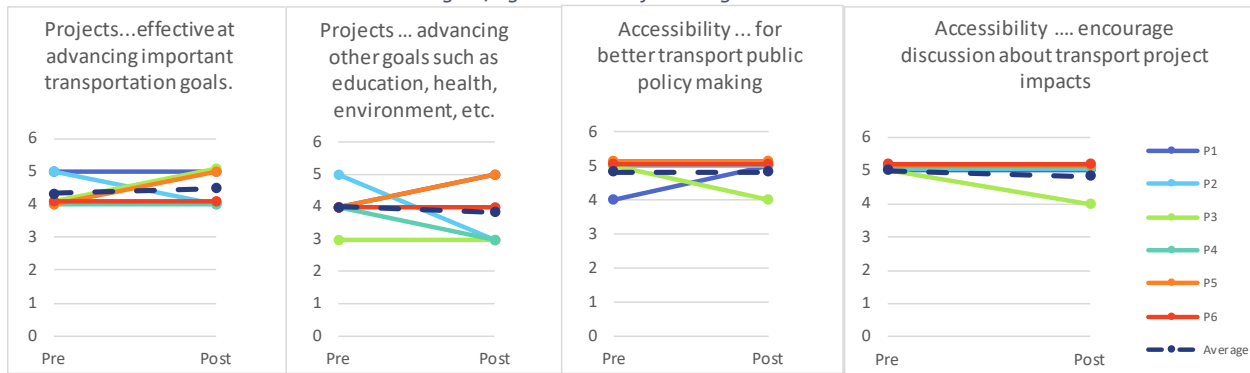 Projects...effective at
advancing important
transportation goals.
6
5
4
3
2
1
0
Pre Post
Projects ... advancing
other goals such as
education, health,
environment, etc.
6
5
4
3
2
1
0
Pre Post
Accessibility ... for
better transport public
policy making
6
5
4
3
2
1
0
Pre Post
Accessibility .... encourage
discussion about transport project
impacts
6
5
4
3
2
1
0
Pre Post
P1
P2
P3
P4
P5
P6
Average